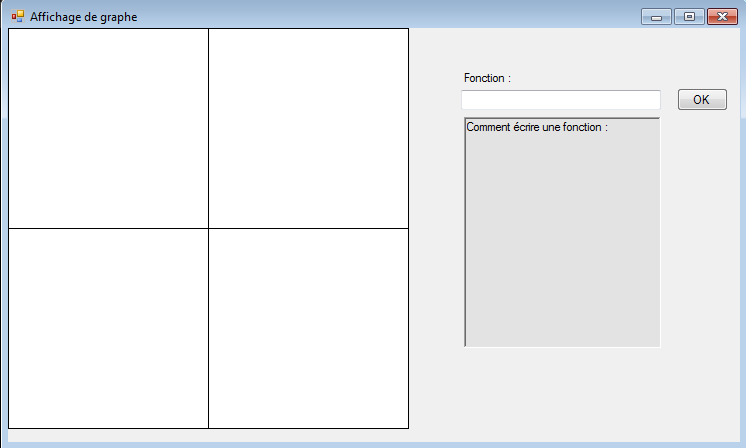 Affichage de graphe
Fonction :
OK
Comment écrire une fonction :